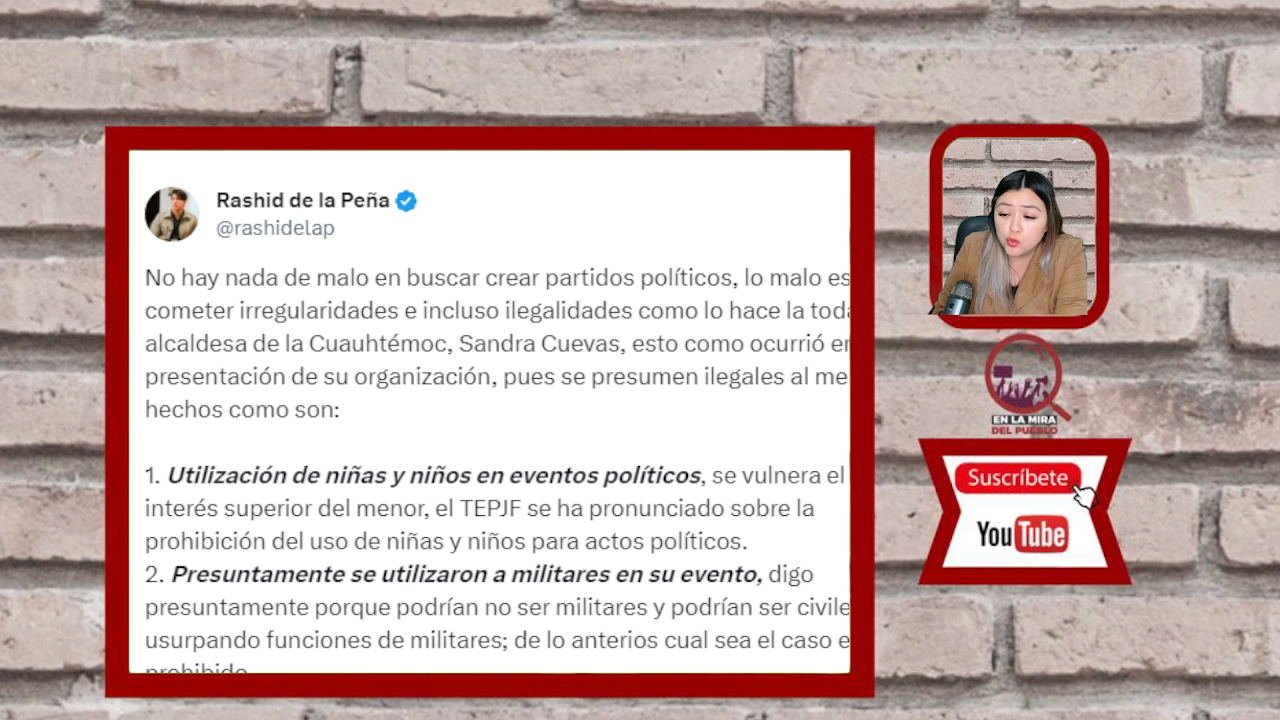 Rashid de la Peña
@rashidelap
No hay nada de malo en buscar crear partidos políticos, lo malo es
cometer irregularidades e incluso ilegalidades como lo hace la toda
alcaldesa de la Cuauhtémoc, Sandra Cuevas, esto como ocurrió en
presentación de su organización, pues se presumen ilegales al me
hechos como son:
1. Utilización de niñas y niños en eventos políticos, se vulnera el
interés superior del menor, el TEPJF se ha pronunciado sobre la
prohibición del uso de niñas y niños para actos políticos.
2. Presuntamente se utilizaron a militares en su evento, digo
presuntamente porque podrían no ser militares y podrían ser civile
usurpando funciones de militares; de lo anterios cual sea el caso e
prohibido
EN LA MIRA
DEL PUEBLO
Suscríbete
YouTube